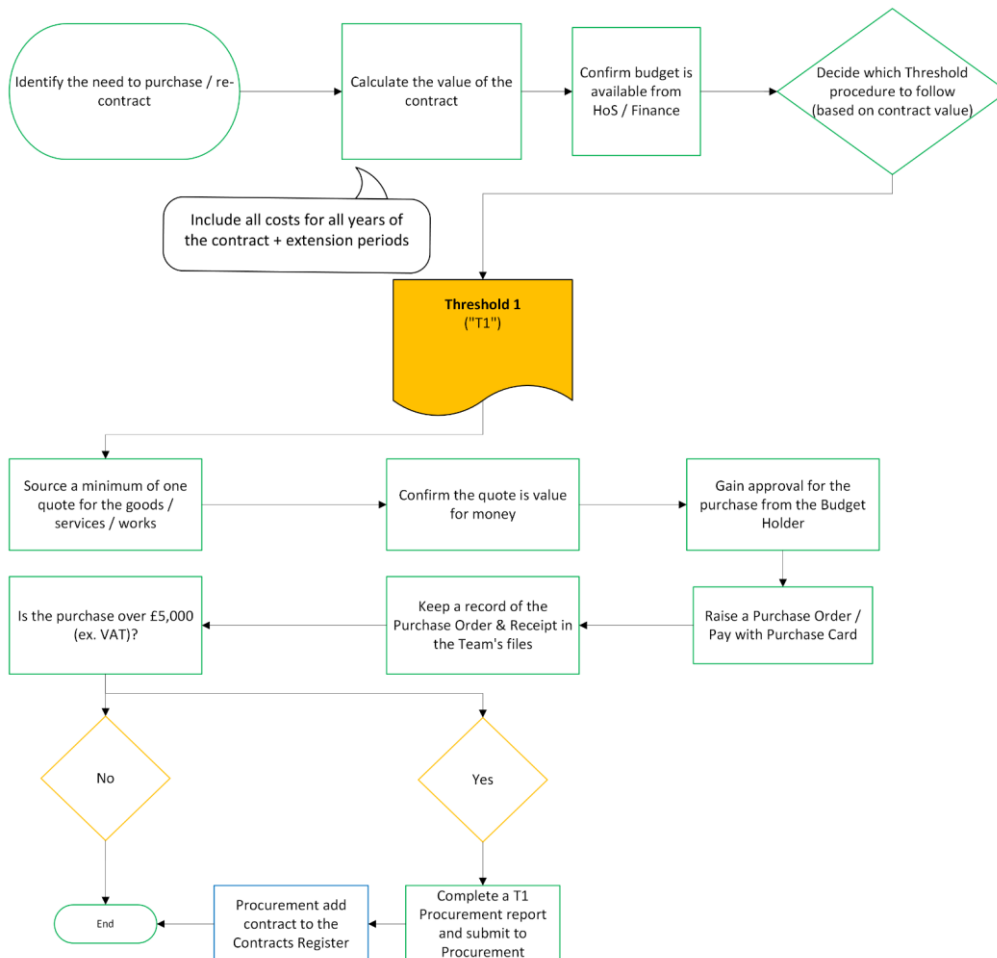 Identify the need to purchase / re-
contract
Calculate the value of the
contract
Confirm budget is
available from
HoS / Finance
Decide which Threshold
procedure to follow
(based on contract value)
Include all costs for all years of
the contract + extension periods
Threshold 1
("T1")
Source a minimum of one
quote for the goods /
services / works
Confirm the quote is value
for money
Gain approval for the
purchase from the Budget
Holder
Is the purchase over £5,000
(ex. VAT)?
Keep a record of the
Purchase Order & Receipt in
the Team's files
Raise a Purchase Order /
Pay with Purchase Card
No
Yes
End
Procurement add
contract to the
Contracts Register
Complete a T1
Procurement report
and submit to
Procurement